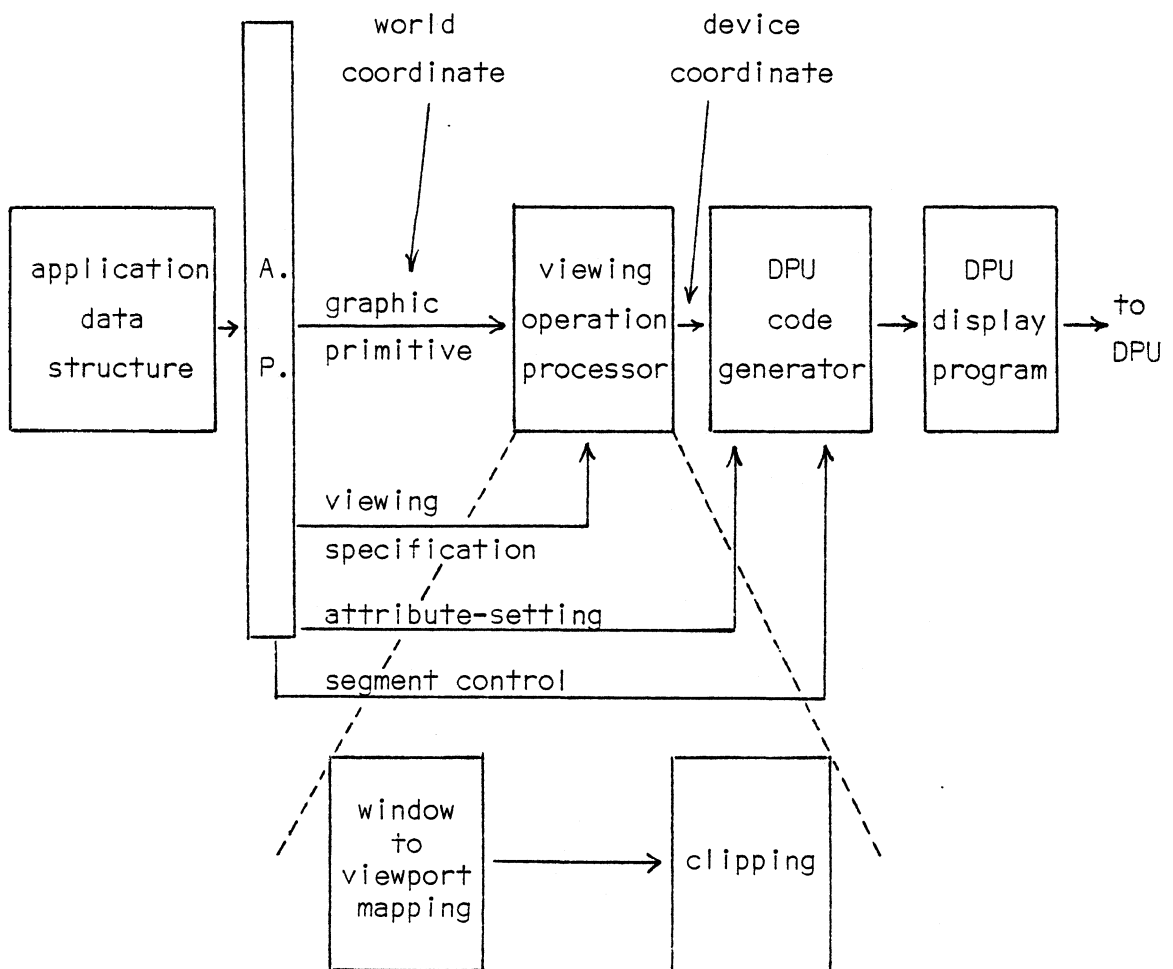 world
coordinate
device
coordinate
application
data
structure
A.
P.
graphic
primitive
viewing
operation
processor
DPU
code
generator
DPU
display
program
to
DPU
viewing
specification
attribute-setting
segment control
window
to
viewport
mapping
clipping